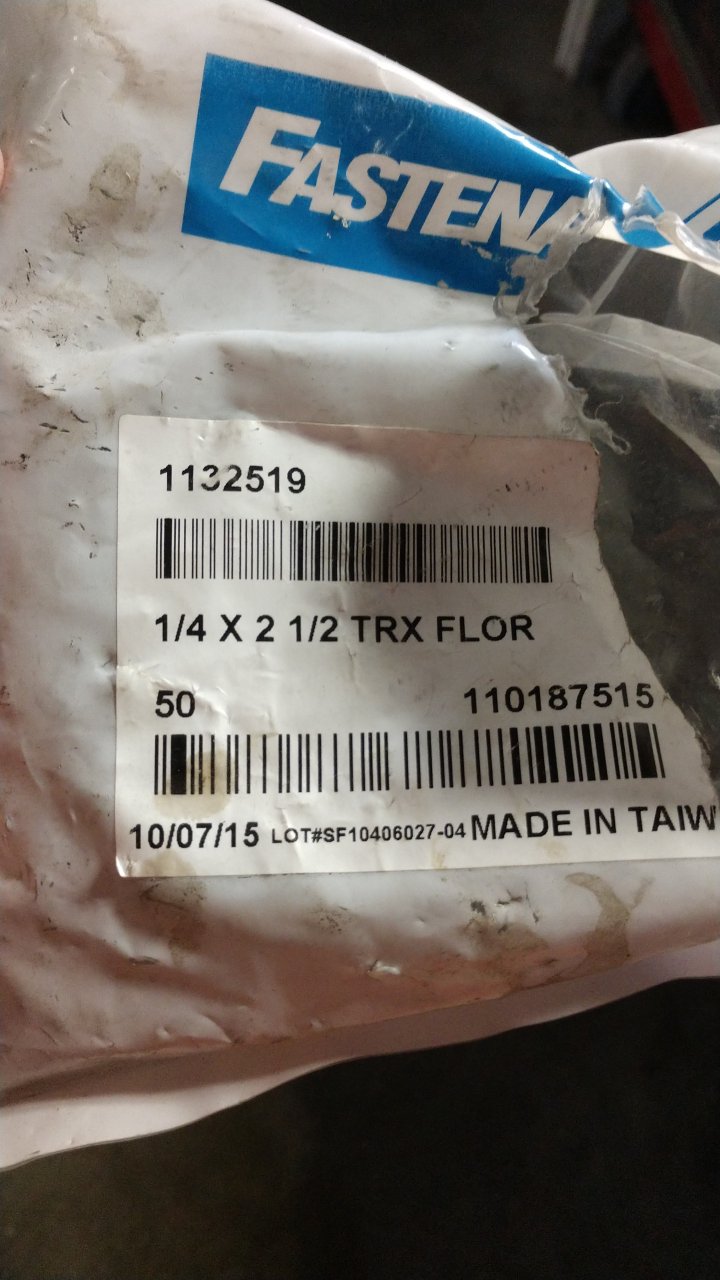 FASTENA
1132519
1/4 X 2 1/2 TRX FLOR
50 110187515
10/07/15 LOT#SF10406027-04 MADE IN TAIW